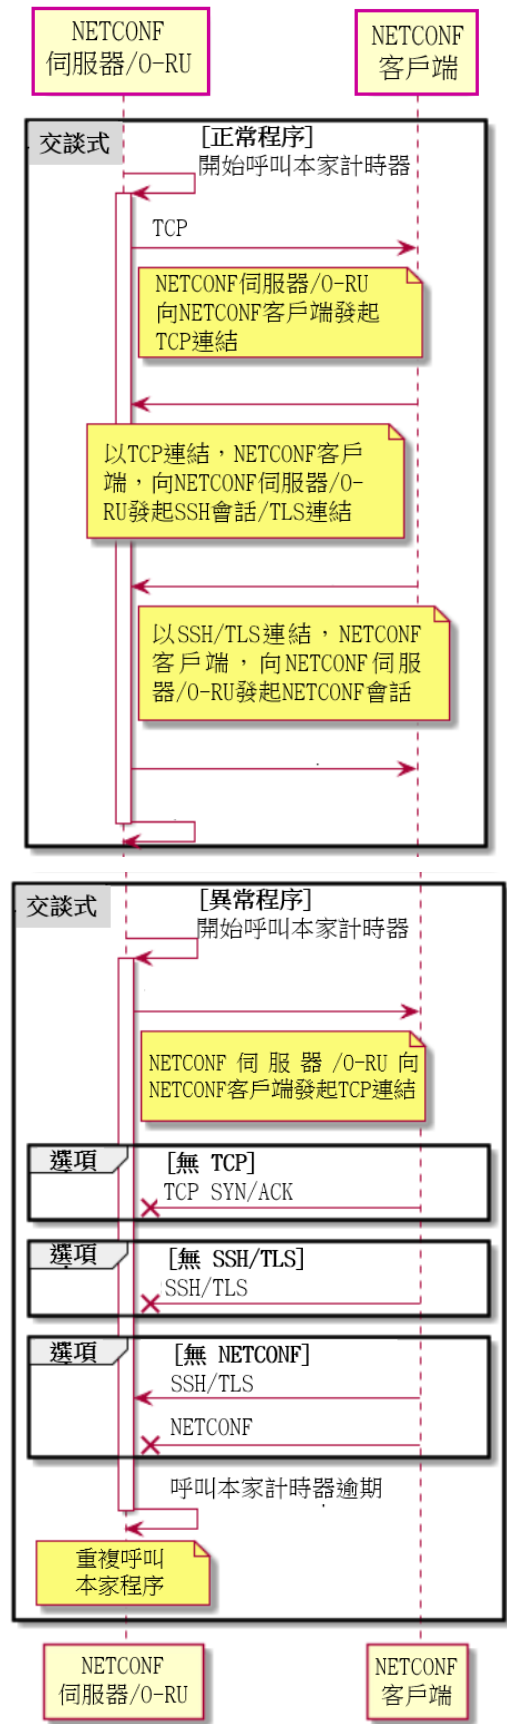 NETCONF
伺服器/O-RU
NETCONF
客戶端
交談式
[正常程序]
開始呼叫本家計時器
TCP
NETCONF伺服器/O-RU
向NETCONF客戶端發起
TCP連結
以TCP連結，NETCONF客戶
端，向NETCONF伺服器/O-
RU發起SSH會話/TLS連結
以SSH/TLS連結，NETCONF
客戶端，向NETCONF伺服
器/O-RU發起NETCONF會話
交談式
[異常程序]
開始呼叫本家計時器
NETCONF 伺服器/O-RU向
NETCONF客戶端發起TCP連結
選項
[無 TCP]
TCP SYN/ACK
選項
[無 SSH/TLS]
SSH/TLS
選項
[無 NETCONF]
SSH/TLS
NETCONF
呼叫本家計時器逾期
重複呼叫
本家程序
NETCONF
伺服器/O-RU
NETCONF
客戶端